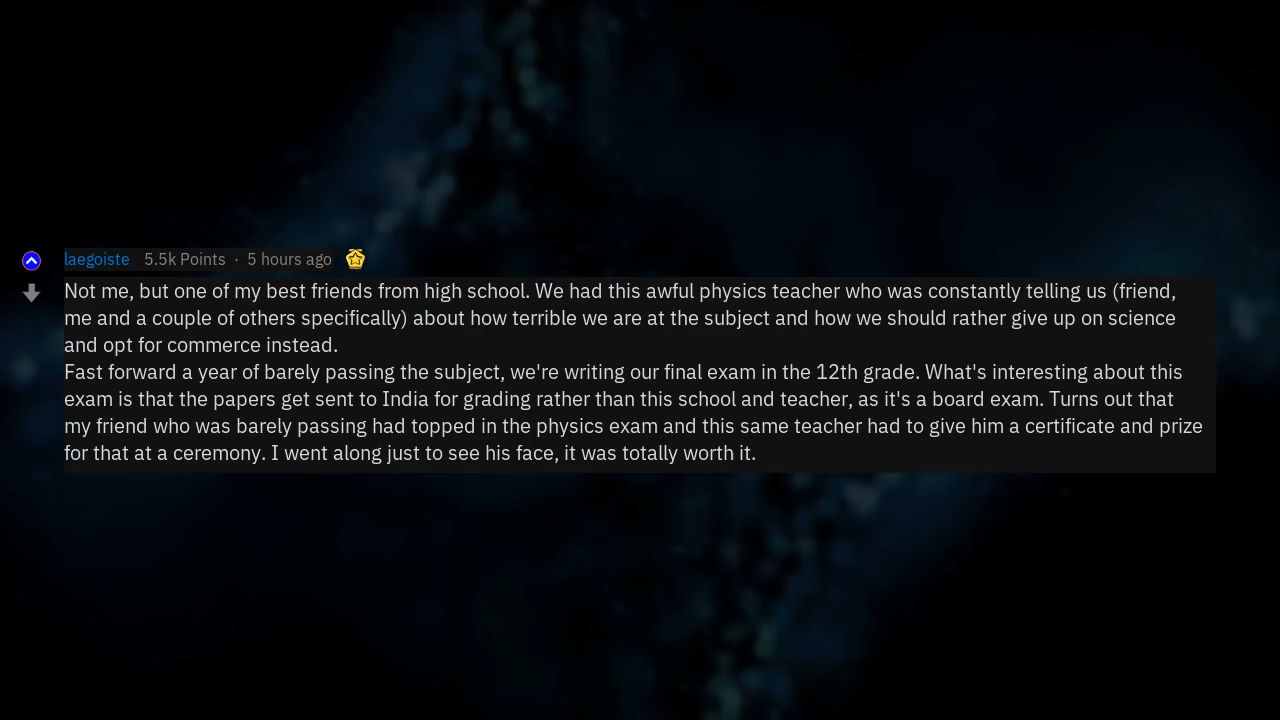 laegoiste 5.5k Points · 5 hours ago
Not me, but one of my best friends from high school. We had this awful physics teacher who was constantly telling us (friend,
me and a couple of others specifically) about how terrible we are at the subject and how we should rather give up on science
and opt for commerce instead.
Fast forward a year of barely passing the subject, we're writing our final exam in the 12th grade. What's interesting about this
exam is that the papers get sent to India for grading rather than this school and teacher, as it's a board exam. Turns out that
my friend who was barely passing had topped in the physics exam and this same teacher had to give him a certificate and prize
for that at a ceremony. I went along just to see his face, it was totally worth it.